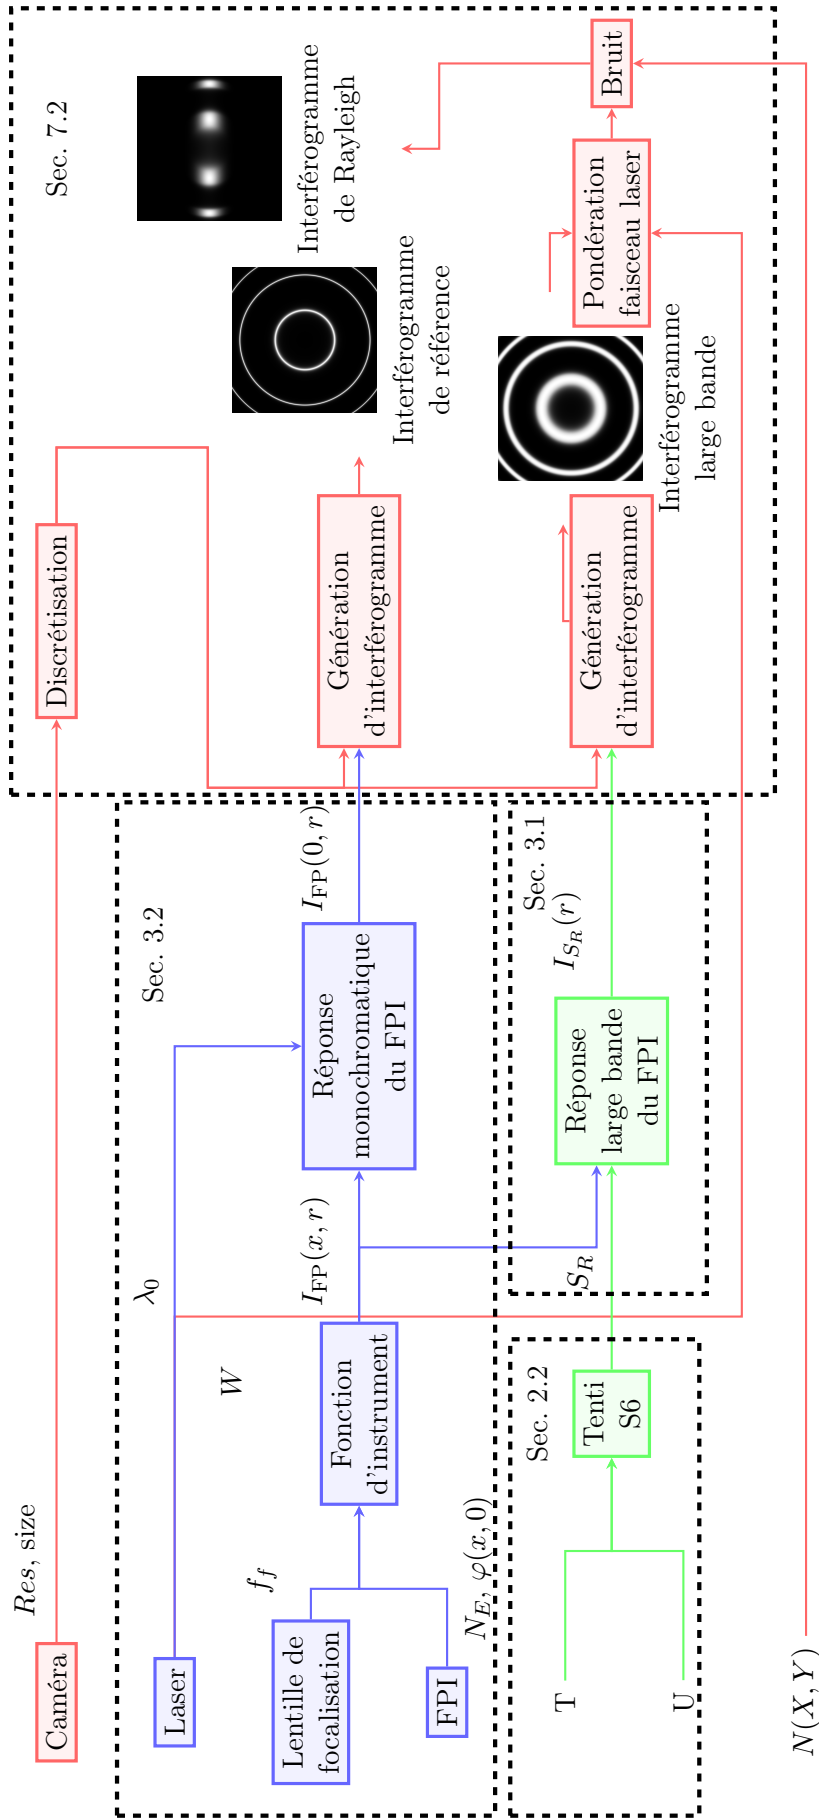 Caméra
Res, size
Discrétisation
Sec. 7.2
Laser
λ0
Sec. 3.2
W
Lentille de
focalisation
f_f
FPI
N_E, φ(x, 0)
Fonction
d'instrument
I_FP(x, r)
Réponse
monochromatique
du FPI
I_FP(0, r)
Génération
d'interférogramme
Interférogramme
de référence
Interférogramme
de Rayleigh
Sec. 2.2
T
U
Tenti
S6
S_R
Sec. 3.1
Réponse
large bande
du FPI
I_{S_R}(r)
Génération
d'interférogramme
Interférogramme
large bande
Pondération
faisceau laser
Bruit
N(X, Y)